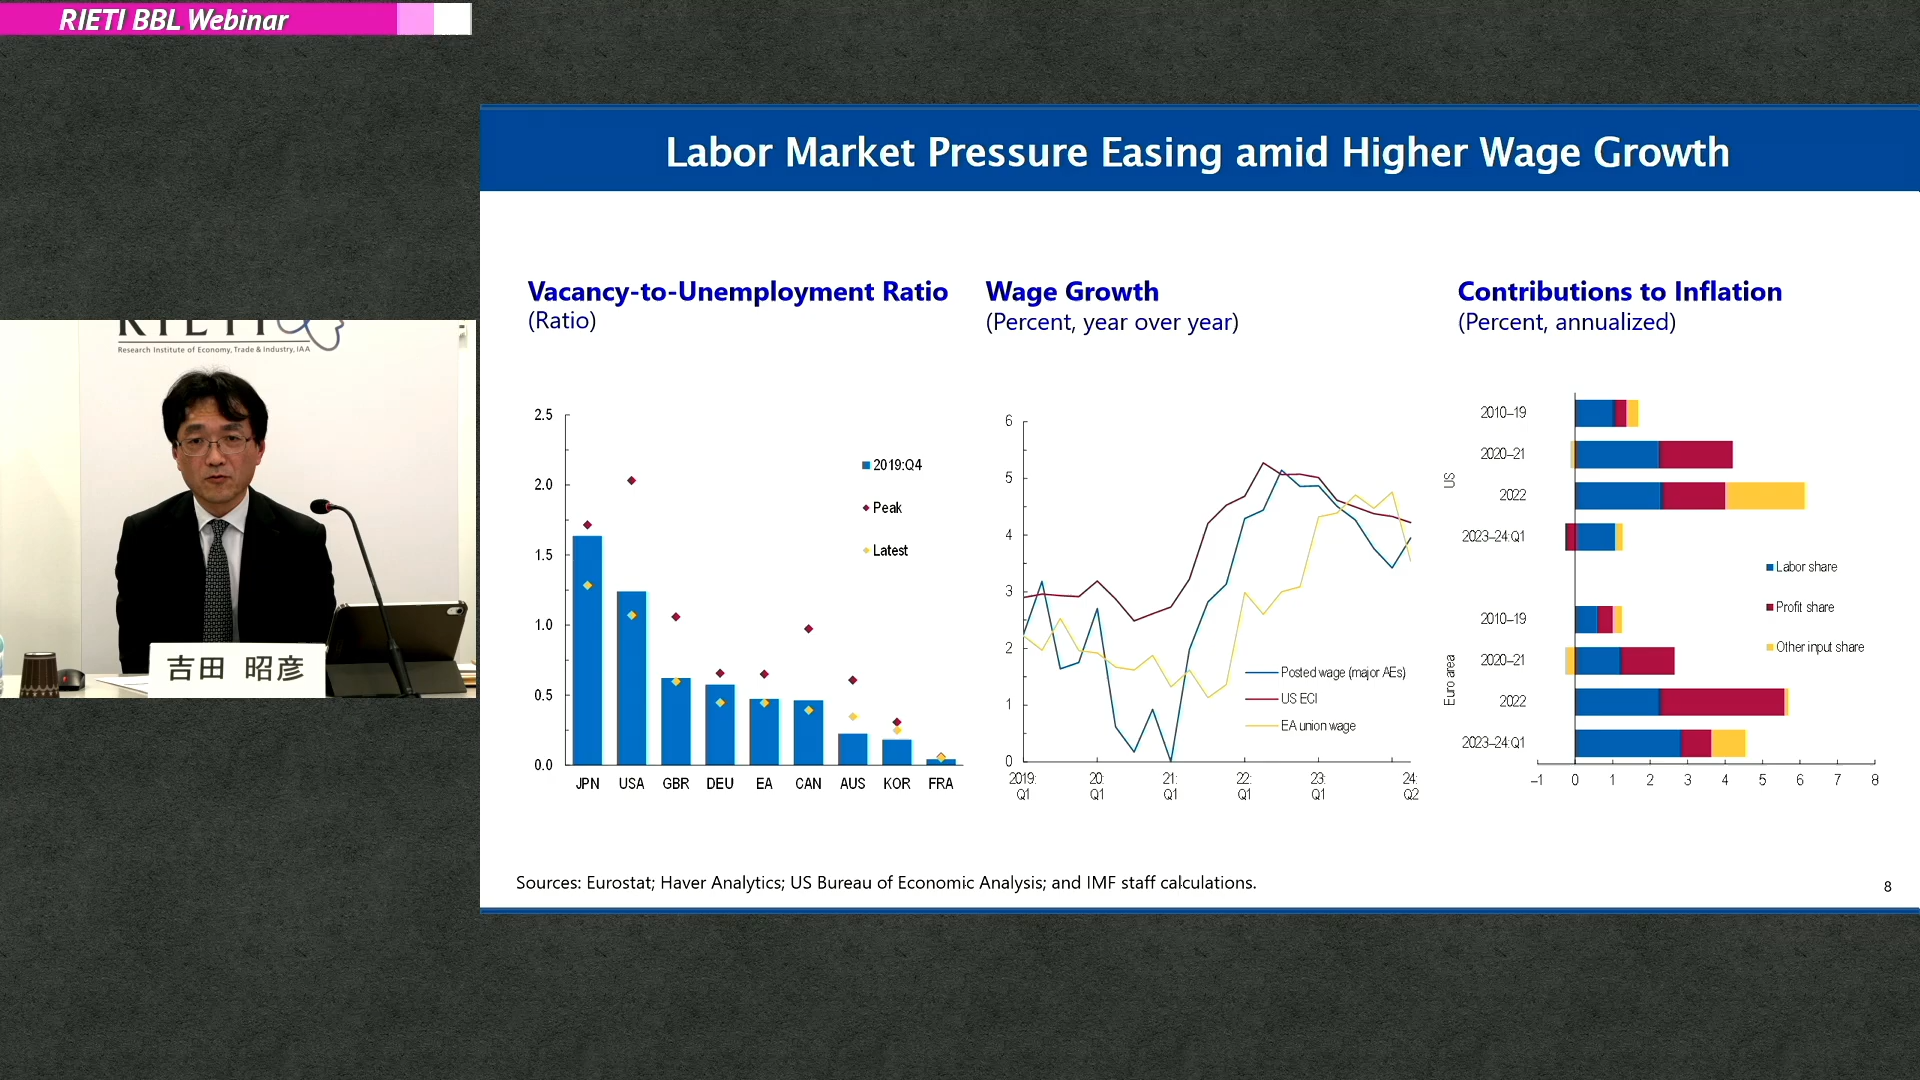 RIETI BBL Webinar
RIETI
Research Institute of Economy, Trade & Industry, IAA
吉田 昭彦
Labor Market Pressure Easing amid Higher Wage Growth
Vacancy-to-Unemployment Ratio
(Ratio)
2.5
2.0
1.5
1.0
0.5
0.0
2019:Q4
Peak
Latest
JPN USA GBR DEU EA CAN AUS KOR FRA
Wage Growth
(Percent, year over year)
6
5
4
3
2
1
0
Posted wage (major AEs)
US ECI
EA union wage
2019: 20: 21: 22: 23: 24:
Q1 Q1 Q1 Q1 Q1 Q2
Contributions to Inflation
(Percent, annualized)
US
2010–19
2020–21
2022
2023–24:Q1
Euro area
2010–19
2020–21
2022
2023–24:Q1
Labor share
Profit share
Other input share
–1 0 1 2 3 4 5 6 7 8
Sources: Eurostat; Haver Analytics; US Bureau of Economic Analysis; and IMF staff calculations.
8